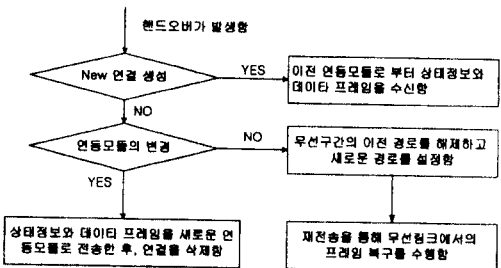 핸드오버가 발생함
New 연결 생성
YES
이전 연동모듈로 부터 상태정보와
데이타 프레임을 수신함
NO
연동모듈의 변경
NO
무선구간의 이전 경로를 해제하고
새로운 경로를 설정함
YES
상태정보와 데이터 프레임을 새로운 연
동모듈로 전송한 후, 연결을 삭제함
재전송을 통해 무선링크에서의
프레임 복구를 수행함